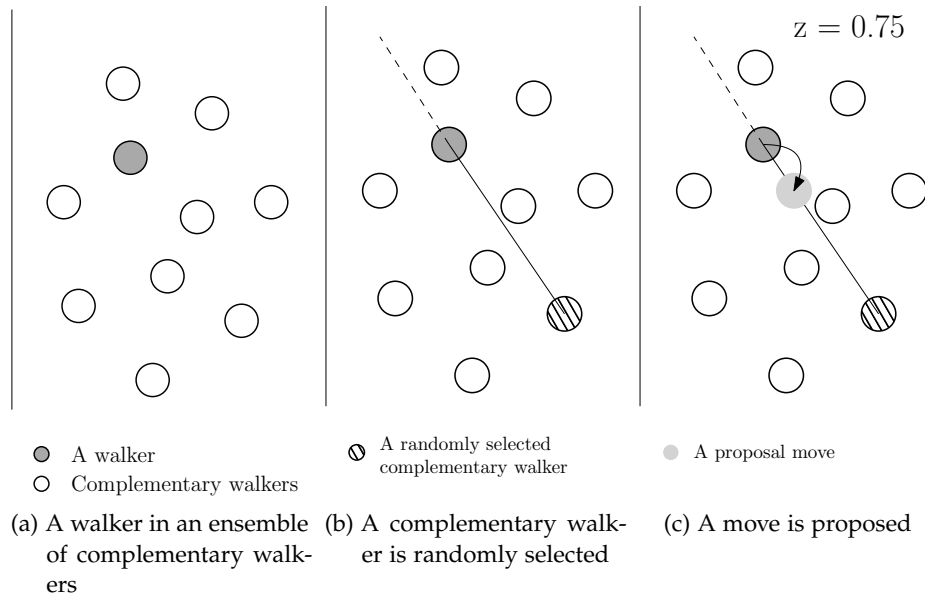 z = 0.75
A walker
Complementary walkers
A randomly selected
complementary walker
A proposal move
(a) A walker in an ensemble
of complementary walk-
ers
(b) A complementary walk-
er is randomly selected
(c) A move is proposed